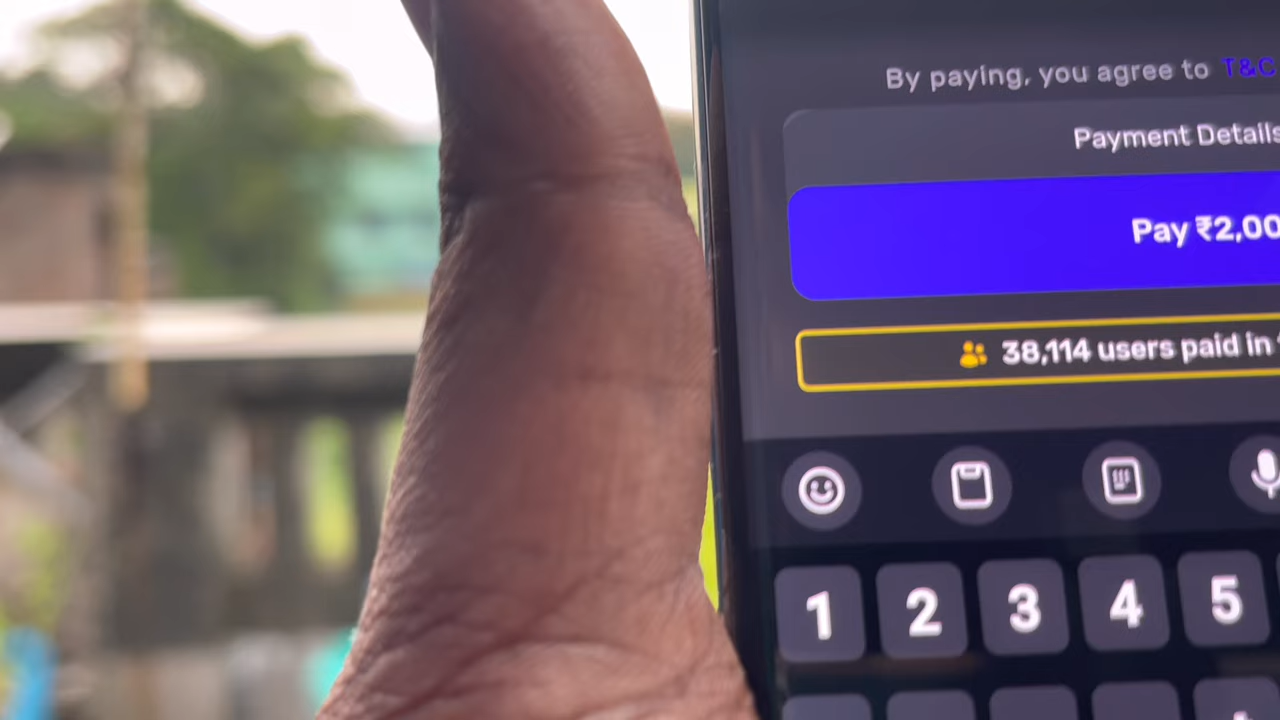 By paying, you agree to T&C
Payment Details
Pay ₹2,00
38,114 users paid in
1 2 3 4 5